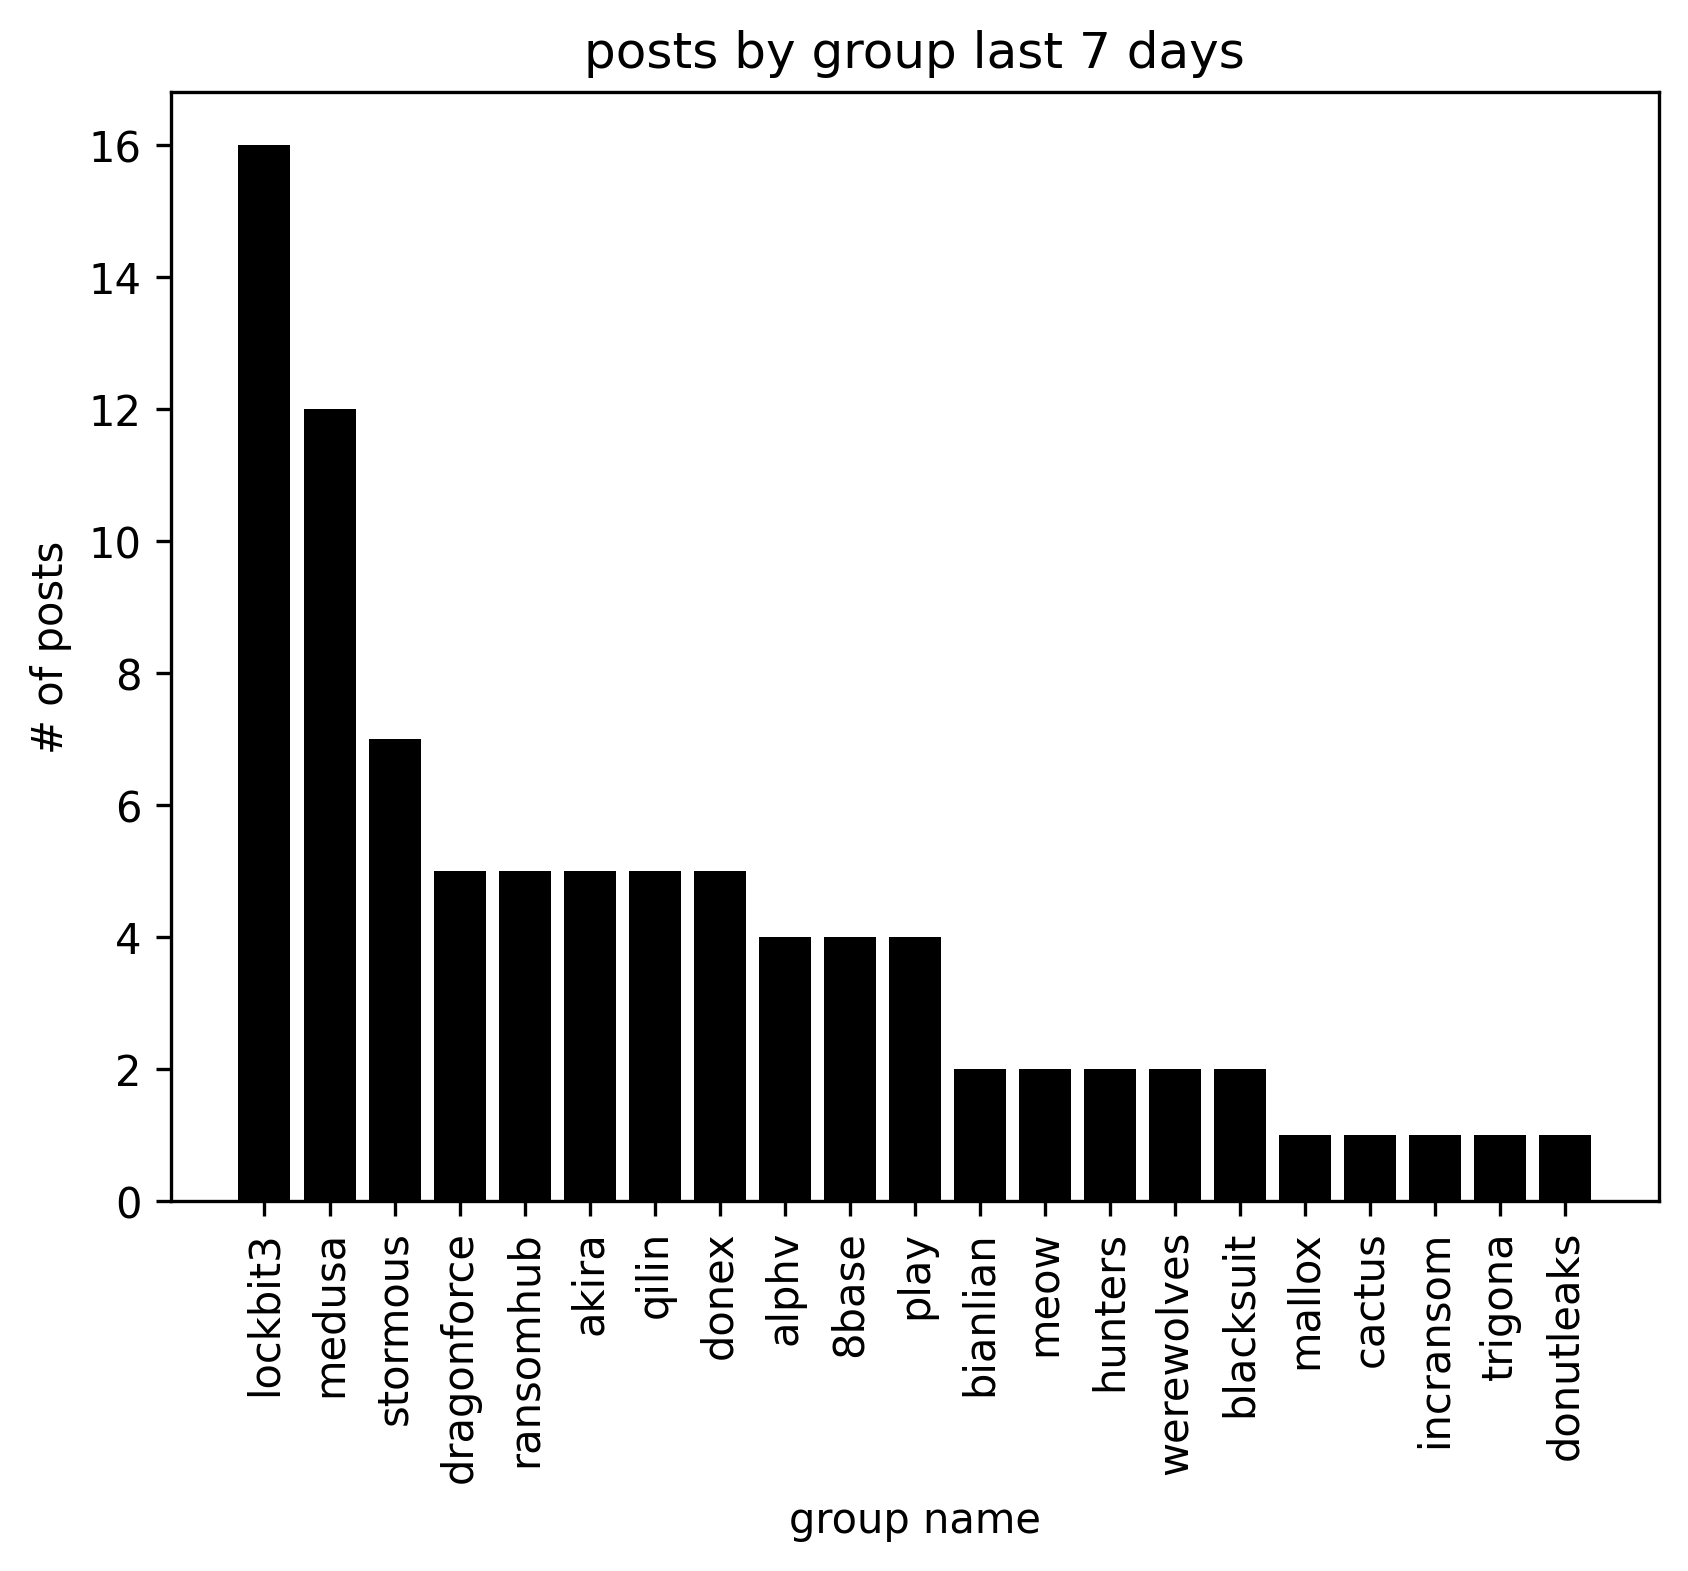 posts by group last 7 days
16
14
12
10
8
6
4
2
0
# of posts
lockbit3
medusa
stormous
dragonforce
ransomhub
akira
qilin
donex
alphv
8base
play
bianlian
meow
hunters
werewolves
blacksuit
mallox
cactus
incransom
trigona
donutleaks
group name